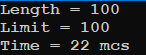 Length = 100
Limit = 100
Time = 22 mcs